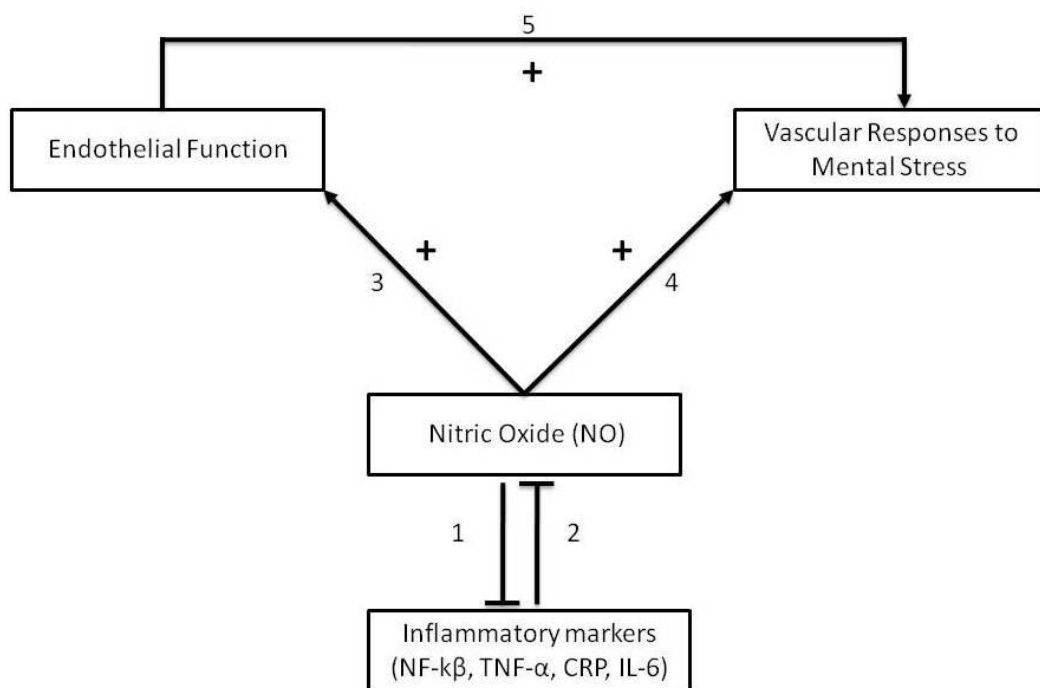 5
+
Endothelial Function
Vascular Responses to
Mental Stress
+
+
3
4
Nitric Oxide (NO)
1
2
Inflammatory markers
(NF-kβ, TNF-α, CRP, IL-6)